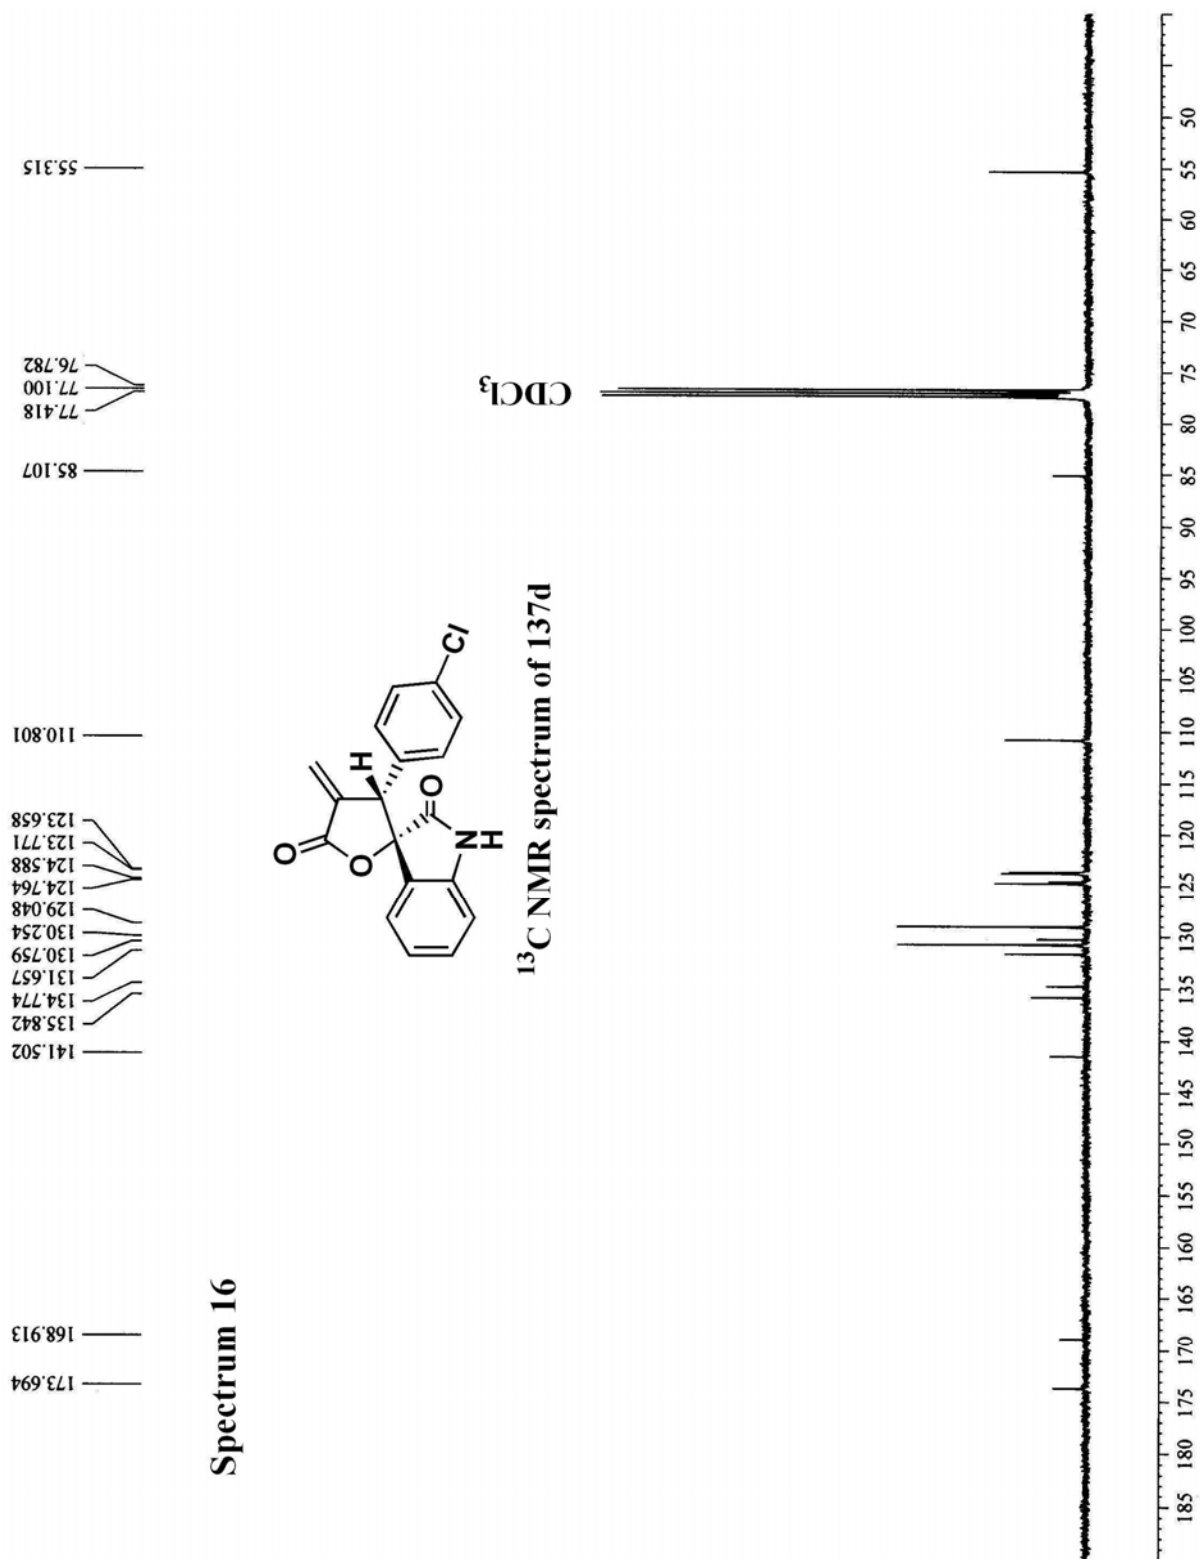 Spectrum 16
173.694
168.913
141.502
135.842
134.774
131.657
130.759
130.254
129.048
124.764
124.588
123.771
123.658
110.801
85.107
77.418
77.100
76.782
55.315
O
O
H
O
N
H
Cl
¹³C NMR spectrum of 137d
CDCl₃
185 180 175 170 165 160 155 150 145 140 135 130 125 120 115 110 105 100 95 90 85 80 75 70 65 60 55 50